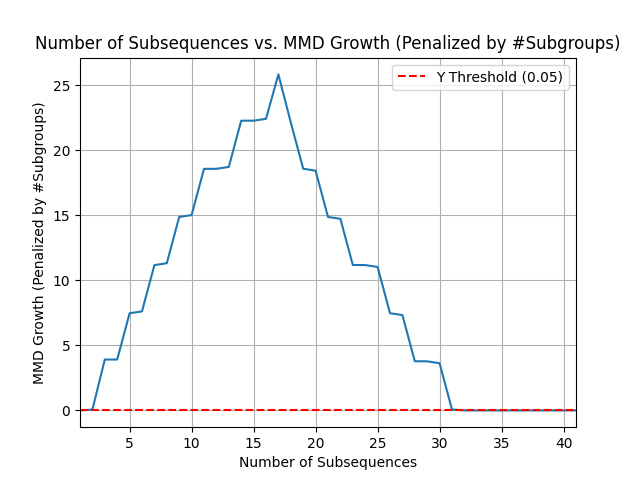 Number of Subsequences vs. MMD Growth (Penalized by #Subgroups)
Y Threshold (0.05)
MMD Growth (Penalized by #Subgroups)
25
20
15
10
5
0
5 10 15 20 25 30 35 40
Number of Subsequences